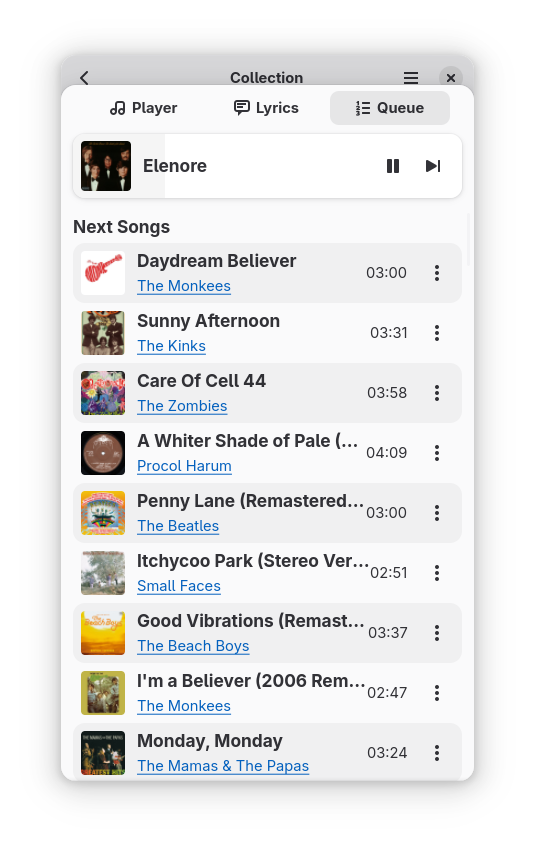 Collection
Player
Lyrics
Queue
Elenore
Next Songs
Daydream Believer
The Monkees
03:00
Sunny Afternoon
The Kinks
03:31
Care Of Cell 44
The Zombies
03:58
A Whiter Shade of Pale (...
Procol Harum
04:09
Penny Lane (Remastered...
The Beatles
03:00
Itchycoo Park (Stereo Ver...
Small Faces
02:51
Good Vibrations (Remast...
The Beach Boys
03:37
I'm a Believer (2006 Rem...
The Monkees
02:47
Monday, Monday
The Mamas & The Papas
03:24